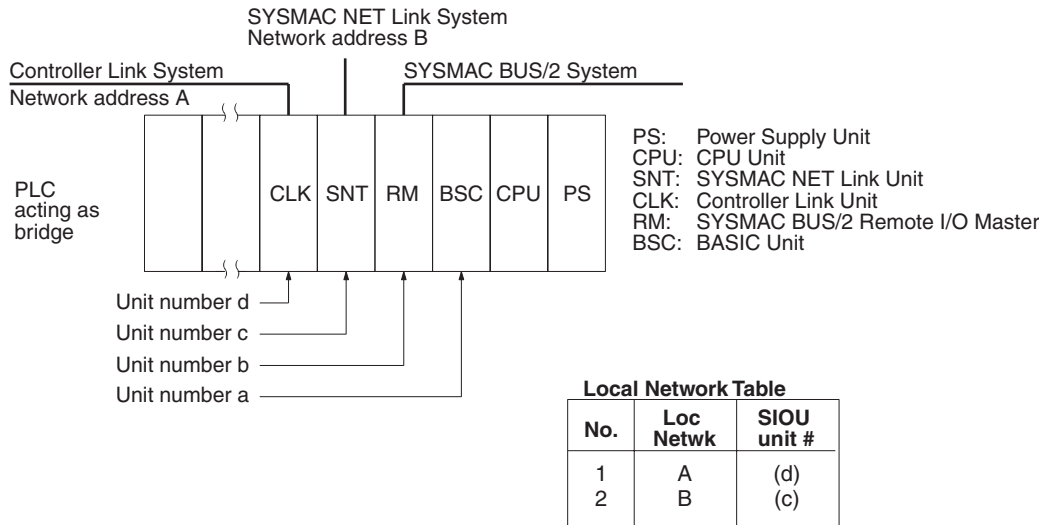 SYSMAC NET Link System
Network address B
Controller Link System
SYSMAC BUS/2 System
Network address A
PLC
acting as
bridge
CLK SNT RM BSC CPU PS
PS: Power Supply Unit
CPU: CPU Unit
SNT: SYSMAC NET Link Unit
CLK: Controller Link Unit
RM: SYSMAC BUS/2 Remote I/O Master
BSC: BASIC Unit
Unit number d
Unit number c
Unit number b
Unit number a
Local Network Table
No. Loc Netwk SIOU unit #
1 A (d)
2 B (c)